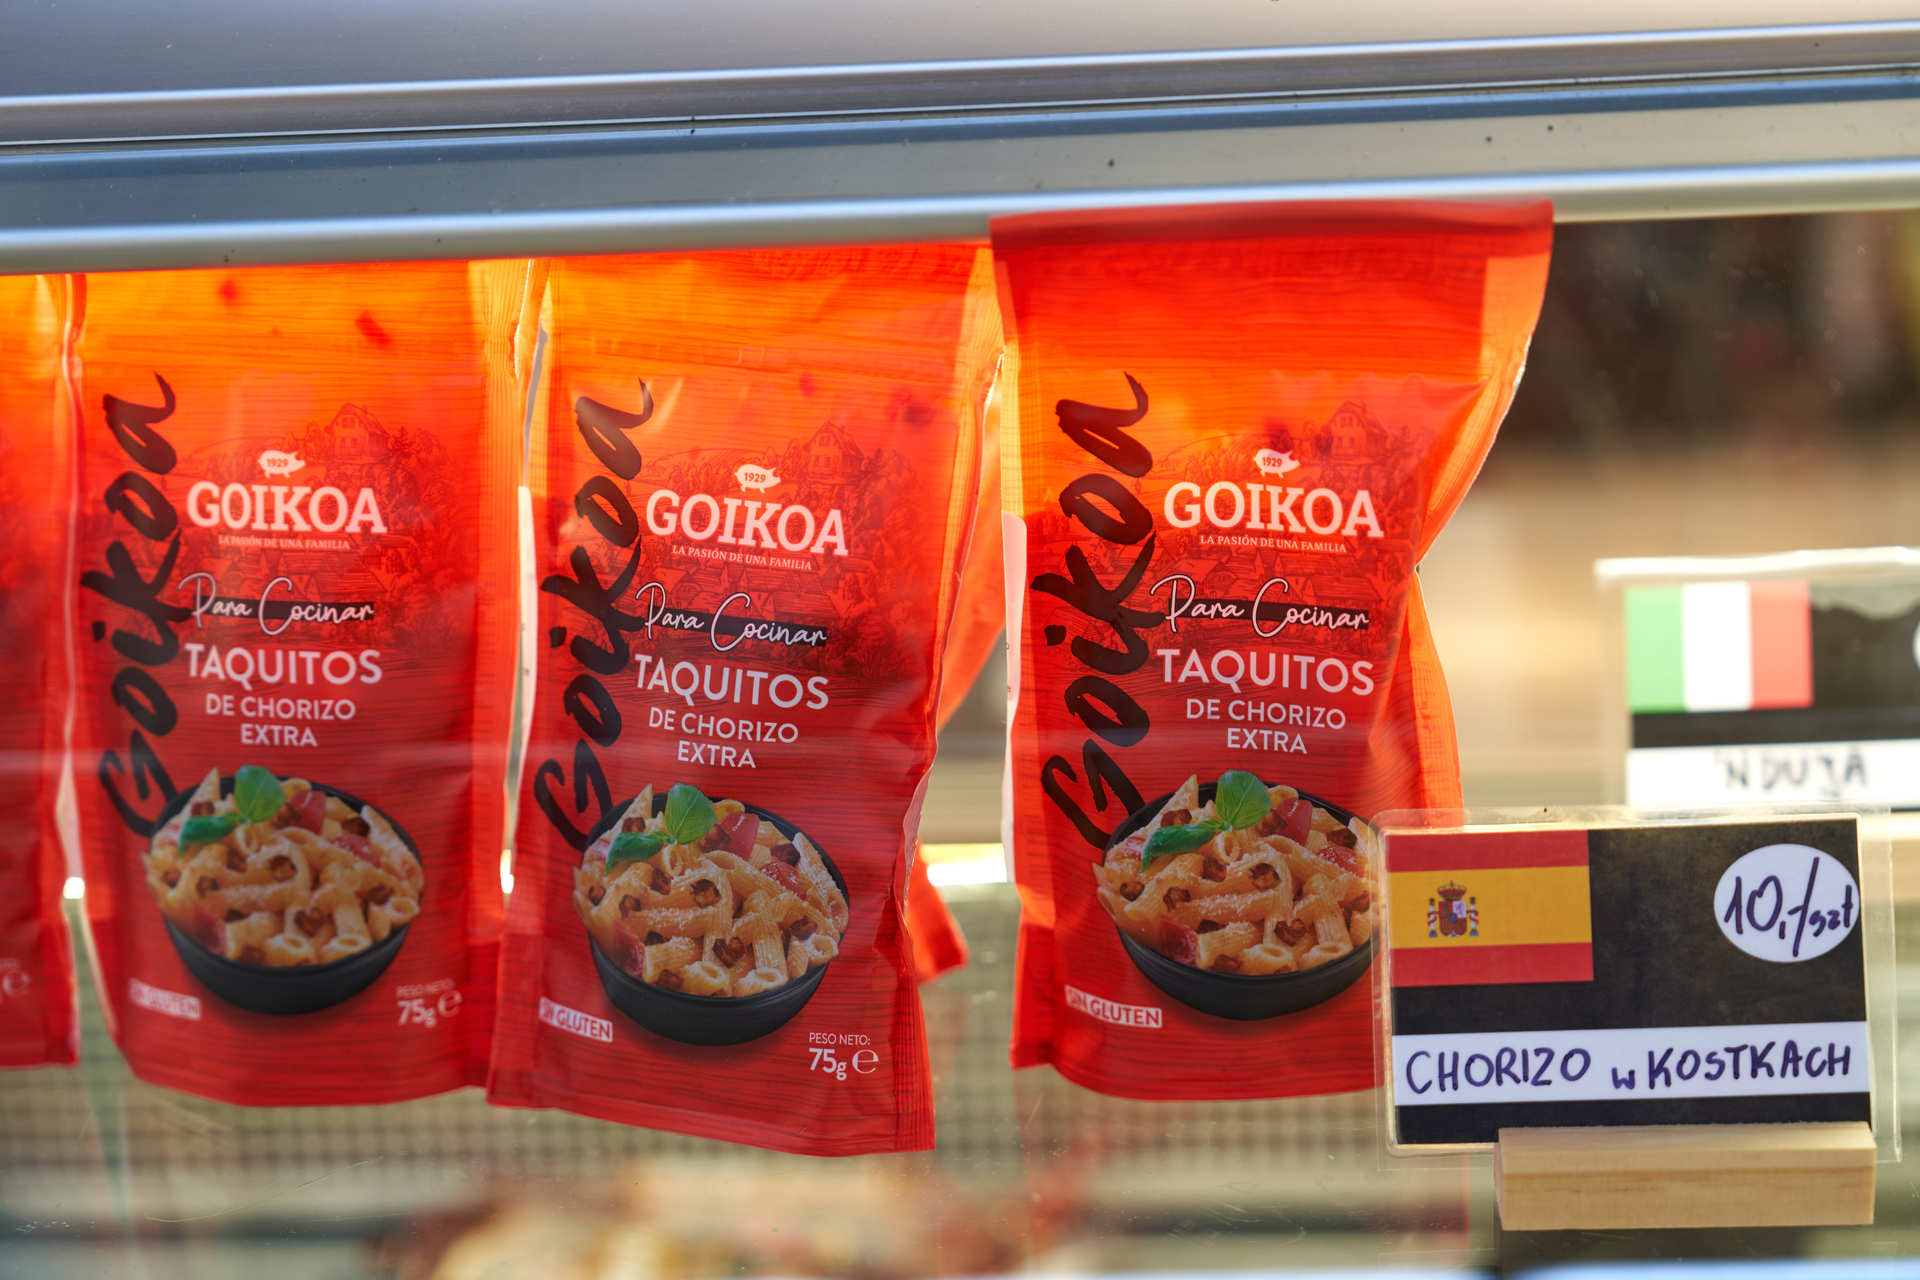 Goikoa
1929
GOIKOA
LA PASIÓN DE UNA FAMILIA
Para Cocinar
TAQUITOS
DE CHORIZO
EXTRA
SIN GLUTEN
PESO NETO:
75g e
Goikoa
1929
GOIKOA
LA PASIÓN DE UNA FAMILIA
Para Cocinar
TAQUITOS
DE CHORIZO
EXTRA
SIN GLUTEN
PESO NETO:
75g e
Goikoa
1929
GOIKOA
LA PASIÓN DE UNA FAMILIA
Para Cocinar
TAQUITOS
DE CHORIZO
EXTRA
SIN GLUTEN
'NDUJA
10,-/szt
CHORIZO w KOSTKACH